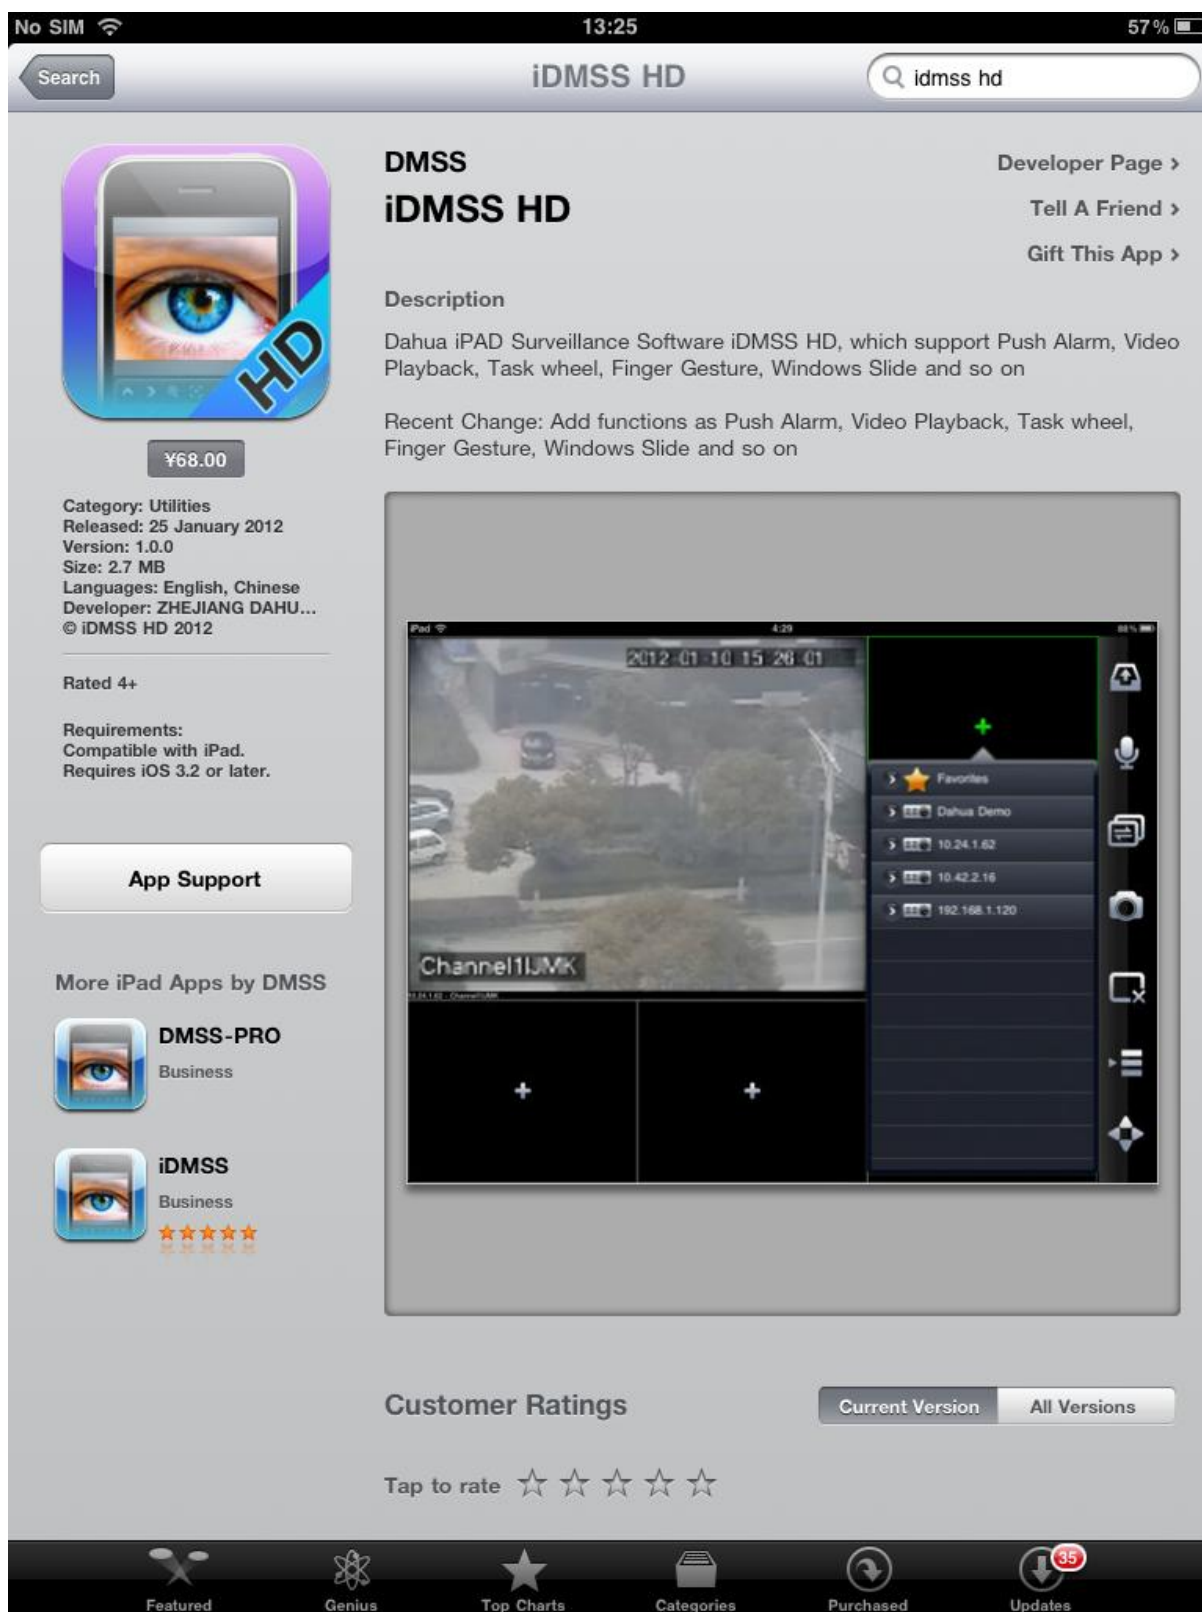 No SIM
13:25
57%
Search
iDMSS HD
idmss hd
HD
¥68.00
Category: Utilities
Released: 25 January 2012
Version: 1.0.0
Size: 2.7 MB
Languages: English, Chinese
Developer: ZHEJIANG DAHU...
© iDMSS HD 2012
Rated 4+
Requirements:
Compatible with iPad.
Requires iOS 3.2 or later.
App Support
More iPad Apps by DMSS
DMSS-PRO
Business
iDMSS
Business
DMSS
iDMSS HD
Developer Page >
Tell A Friend >
Gift This App >
Description
Dahua iPAD Surveillance Software iDMSS HD, which support Push Alarm, Video
Playback, Task wheel, Finger Gesture, Windows Slide and so on
Recent Change: Add functions as Push Alarm, Video Playback, Task wheel,
Finger Gesture, Windows Slide and so on
iPad
4:29
88%
2012-01-10 15:26:01
Favorites
Dahua Demo
10.24.1.62
10.42.2.16
192.168.1.120
Channel1IJMK
Customer Ratings
Current Version
All Versions
Tap to rate
Featured
Genius
Top Charts
Categories
Purchased
35
Updates